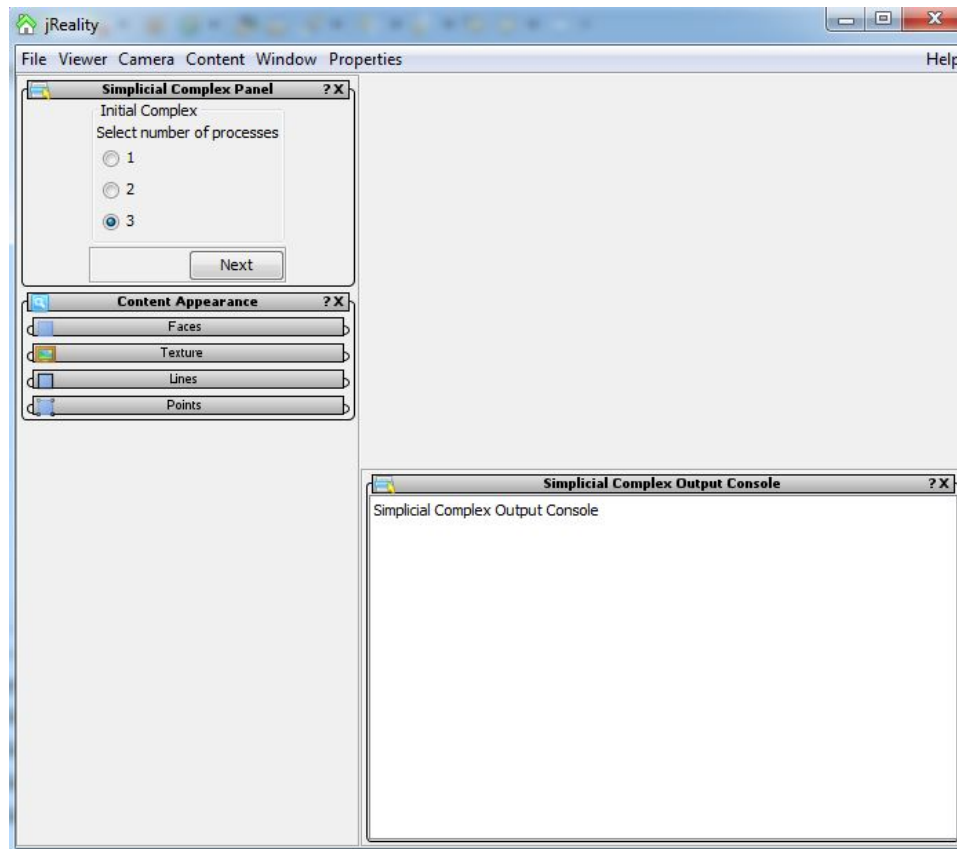 jReality
File Viewer Camera Content Window Properties Help
Simplicial Complex Panel ? X
Initial Complex
Select number of processes
1
2
3
Next
Content Appearance ? X
Faces
Texture
Lines
Points
Simplicial Complex Output Console ? X
Simplicial Complex Output Console